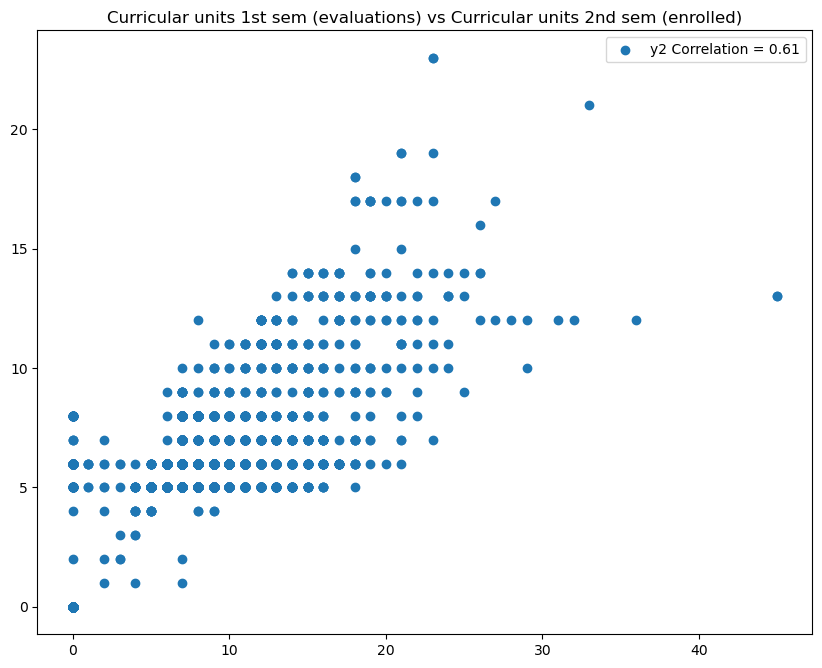 Curricular units 1st sem (evaluations) vs Curricular units 2nd sem (enrolled)
y2 Correlation = 0.61
20
15
10
5
0
0 10 20 30 40